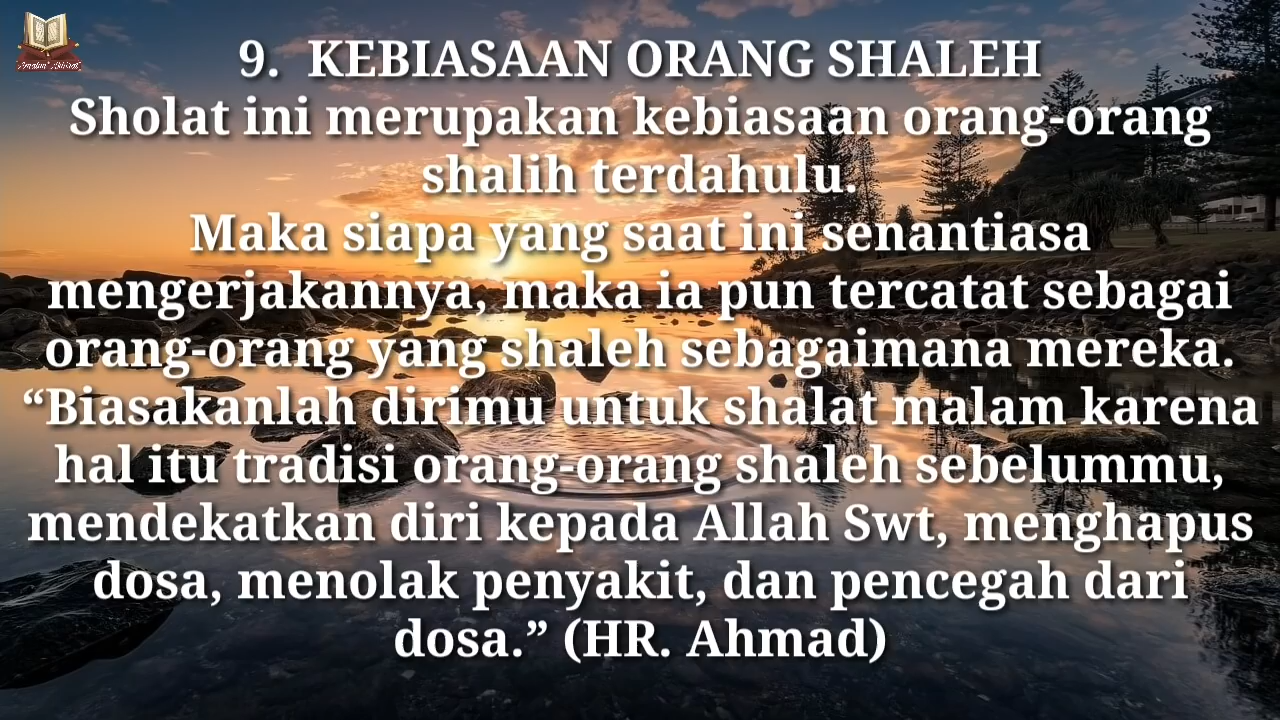 9. KEBIASAAN ORANG SHALEH
Sholat ini merupakan kebiasaan orang-orang
shalih terdahulu.
Maka siapa yang saat ini senantiasa
mengerjakannya, maka ia pun tercatat sebagai
orang-orang yang shaleh sebagaimana mereka.
“Biasakanlah dirimu untuk shalat malam karena
hal itu tradisi orang-orang shaleh sebelummu,
mendekatkan diri kepada Allah Swt, menghapus
dosa, menolak penyakit, dan pencegah dari
dosa.” (HR. Ahmad)